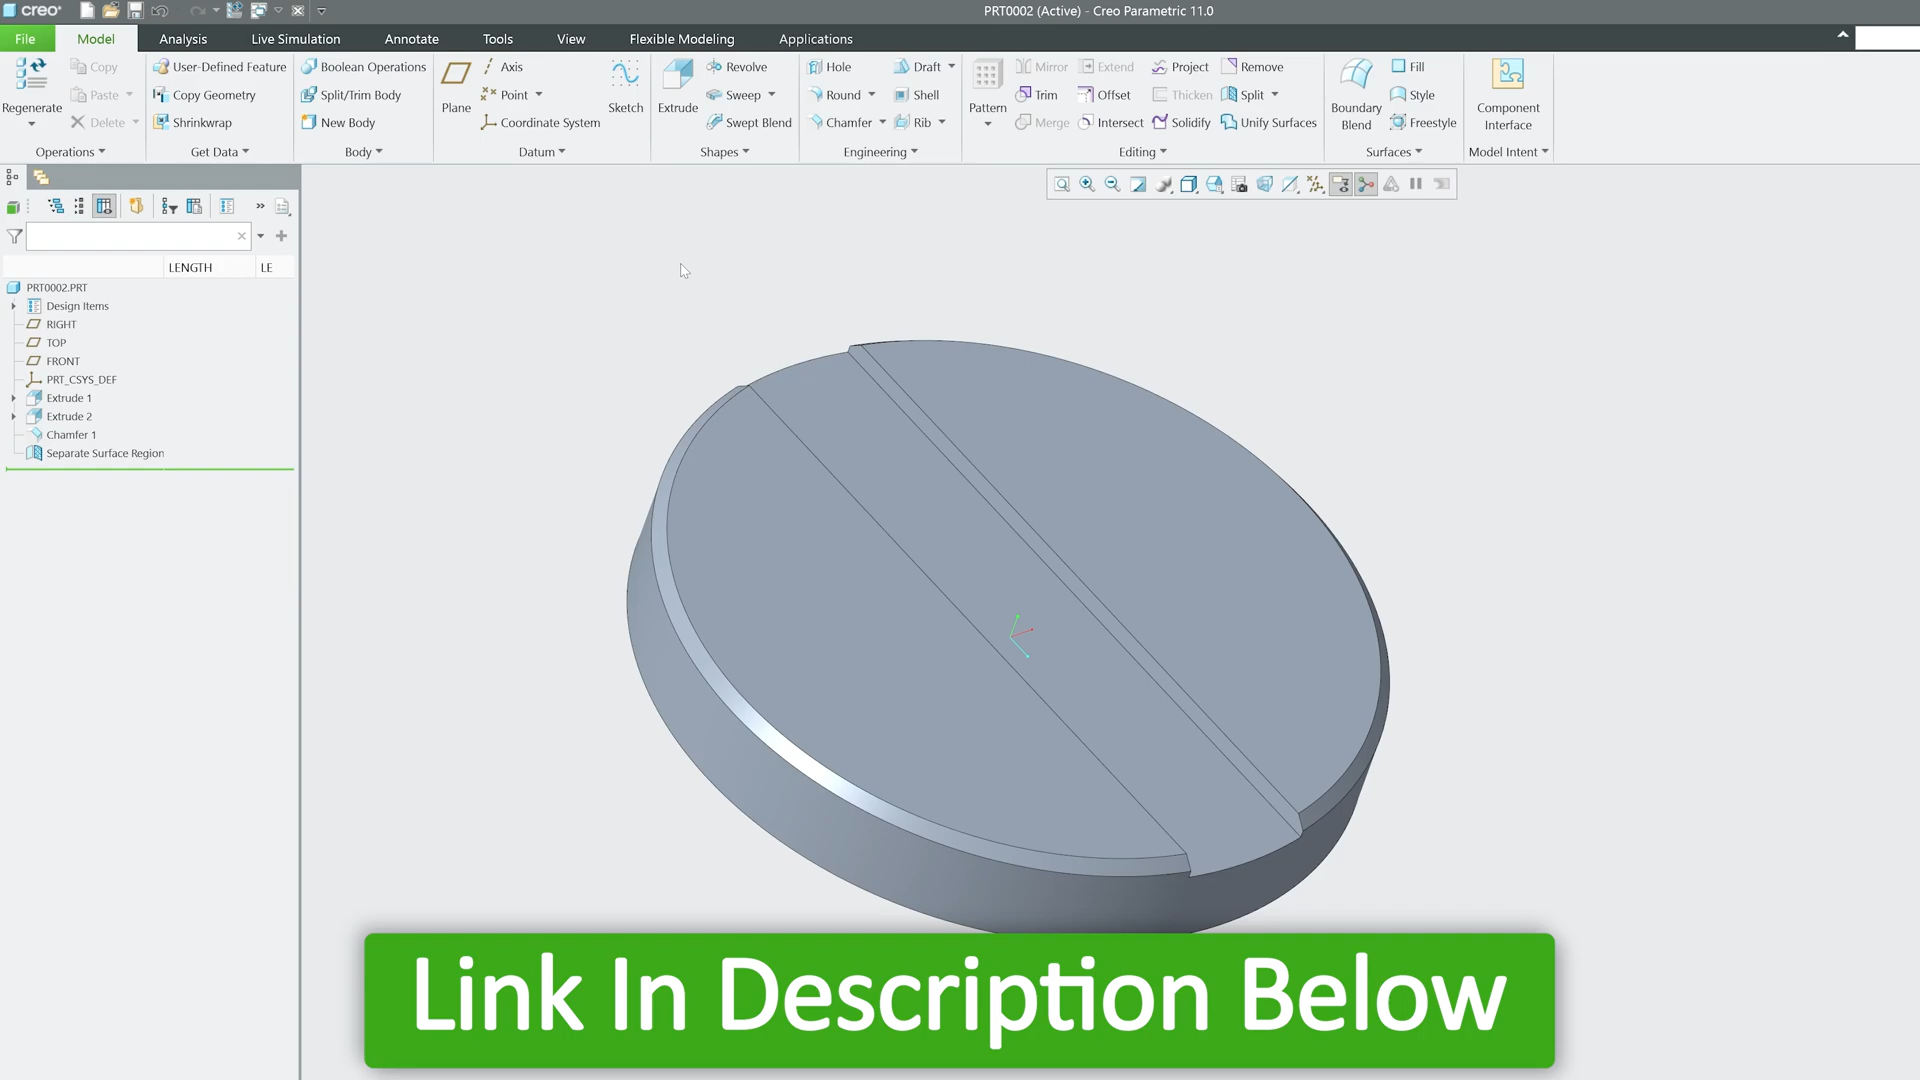 creo
PRT0002 (Active) - Creo Parametric 11.0
File Model Analysis Live Simulation Annotate Tools View Flexible Modeling Applications
Regenerate
Copy
Paste
Delete
Operations
User-Defined Feature
Copy Geometry
Shrinkwrap
Get Data
Boolean Operations
Split/Trim Body
New Body
Body
Plane
Axis
Point
Coordinate System
Sketch
Datum
Extrude
Revolve
Sweep
Swept Blend
Shapes
Hole
Round
Chamfer
Draft
Shell
Rib
Engineering
Pattern
Mirror
Trim
Merge
Extend
Offset
Intersect
Project
Thicken
Solidify
Remove
Split
Unify Surfaces
Editing
Boundary
Blend
Fill
Style
Freestyle
Surfaces
Component
Interface
Model Intent
LENGTH LE
PRT0002.PRT
Design Items
RIGHT
TOP
FRONT
PRT_CSYS_DEF
Extrude 1
Extrude 2
Chamfer 1
Separate Surface Region
Link In Description Below